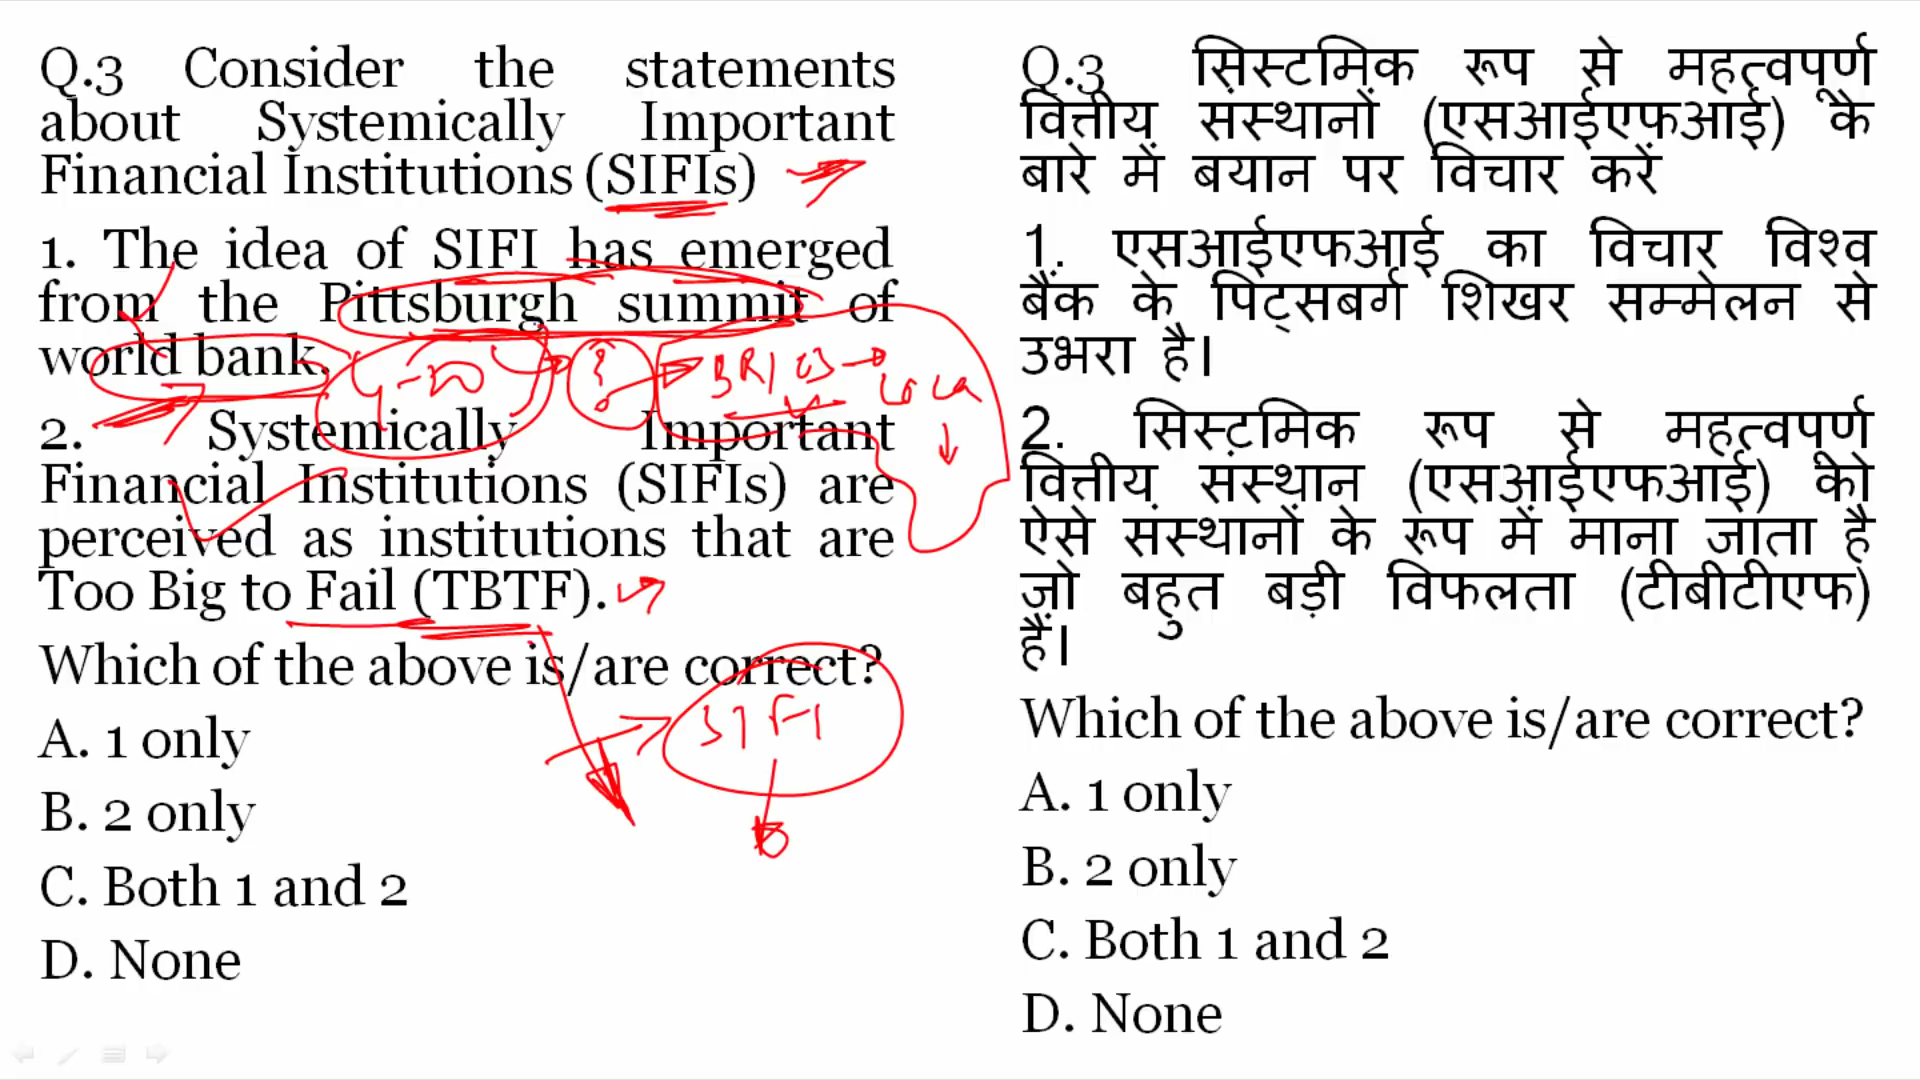 Q.3 Consider the statements
about Systemically Important
Financial Institutions (SIFIs)
1. The idea of SIFI has emerged
from the Pittsburgh summit of
world bank.
2. Systemically Important
Financial Institutions (SIFIs) are
perceived as institutions that are
Too Big to Fail (TBTF).
Which of the above is/are correct?
SIFI
A. 1 only
B. 2 only
C. Both 1 and 2
D. None
Q.3 सिस्टमिक रूप से महत्वपूर्ण
वित्तीय संस्थानों (एसआईएफआई) के
बारे में बयान पर विचार करें
1. एसआईएफआई का विचार विश्व
बैंक के पिट्सबर्ग शिखर सम्मेलन से
उभरा है।
2. सिस्टमिक रूप से महत्वपूर्ण
वित्तीय संस्थान (एसआईएफआई) को
ऐसे संस्थानों के रूप में माना जाता है
जो बहुत बड़ी विफलता (टीबीटीएफ)
हैं।
Which of the above is/are correct?
A. 1 only
B. 2 only
C. Both 1 and 2
D. None